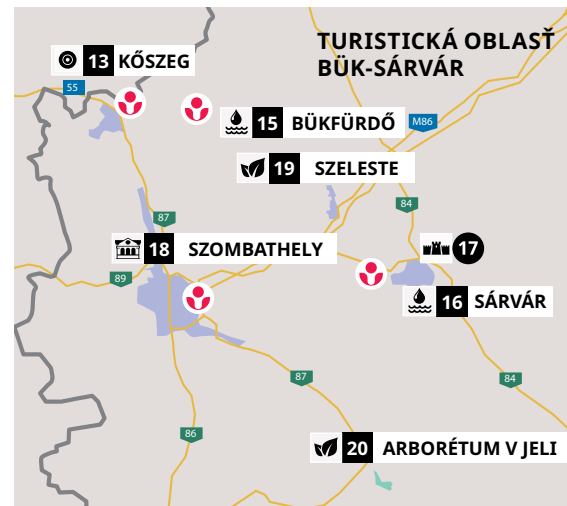 TURISTICKÁ OBLASŤ
BÜK-SÁRVÁR
13 KŐSZEG
55
15 BÜKFÜRDŐ
M86
19 SZELESTE
84
87
17
18 SZOMBATHELY
89
16 SÁRVÁR
87
84
86
20 ARBORÉTUM V JELI